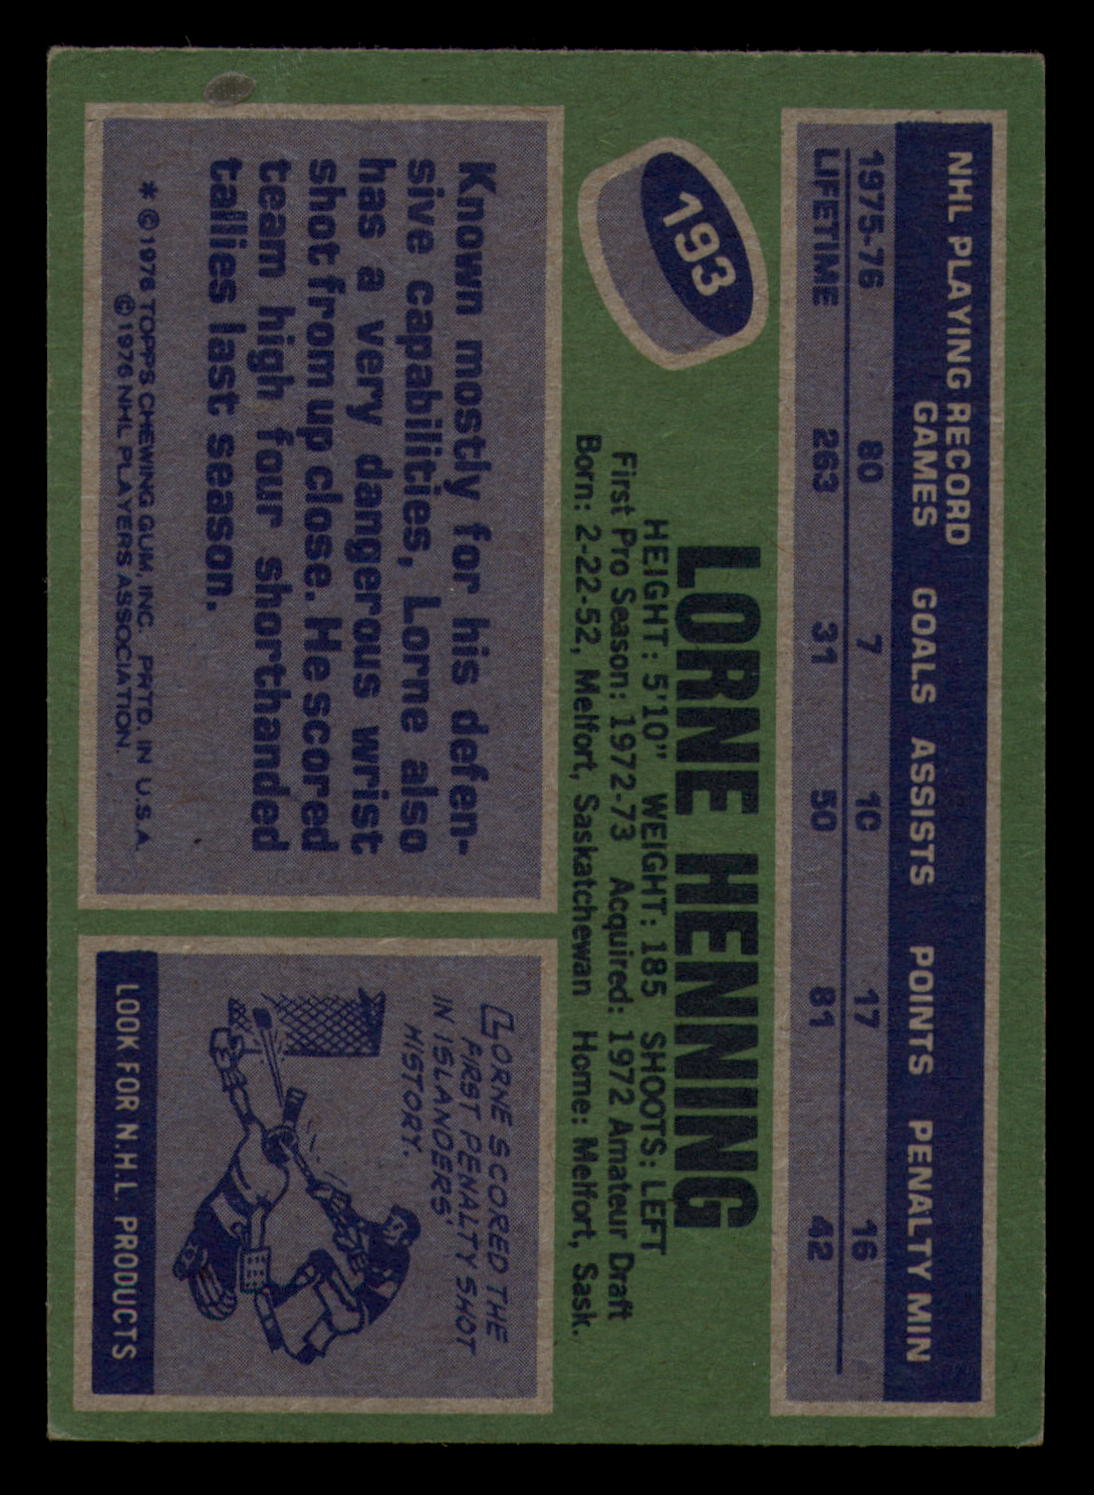 NHL PLAYING RECORD
GAMES GOALS ASSISTS POINTS PENALTY MIN
1975-76 80 7 10 17 16
LIFETIME 263 31 50 81 42
193
LORNE HENNING
HEIGHT: 5'10" WEIGHT: 185 SHOOTS: LEFT
First Pro Season: 1972-73 Acquired: 1972 Amateur Draft
Born: 2-22-52, Melfort, Saskatchewan Home: Melfort, Sask.
Known mostly for his defen-
sive capabilities, Lorne also
has a very dangerous wrist
shot from up close. He scored
team high four shorthanded
tallies last season.
* ©1976 TOPPS CHEWING GUM, INC. PRTD. IN U.S.A.
©1976 NHL PLAYERS ASSOCIATION.
LORNE SCORED THE
FIRST PENALTY SHOT
IN ISLANDERS'
HISTORY.
LOOK FOR N.H.L. PRODUCTS